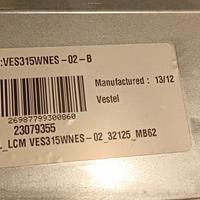 :VES315WNES-02-B
Manufactured : 13/12
Vestel
26987799300860
23079355
_LCM VES315WNES-02_32125_MB62